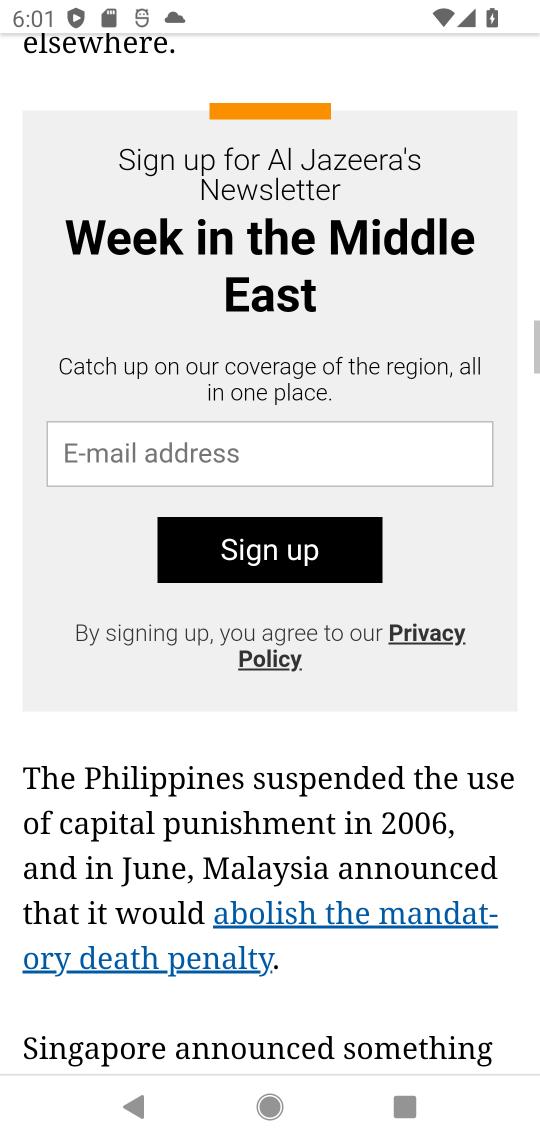 6:01
elsewhere.
Sign up for Al Jazeera's
Newsletter
Week in the Middle
East
Catch up on our coverage of the region, all
in one place.
E-mail address
Sign up
By signing up, you agree to our Privacy
Policy
The Philippines suspended the use
of capital punishment in 2006,
and in June, Malaysia announced
that it would abolish the mandat-
ory death penalty.
Singapore announced something